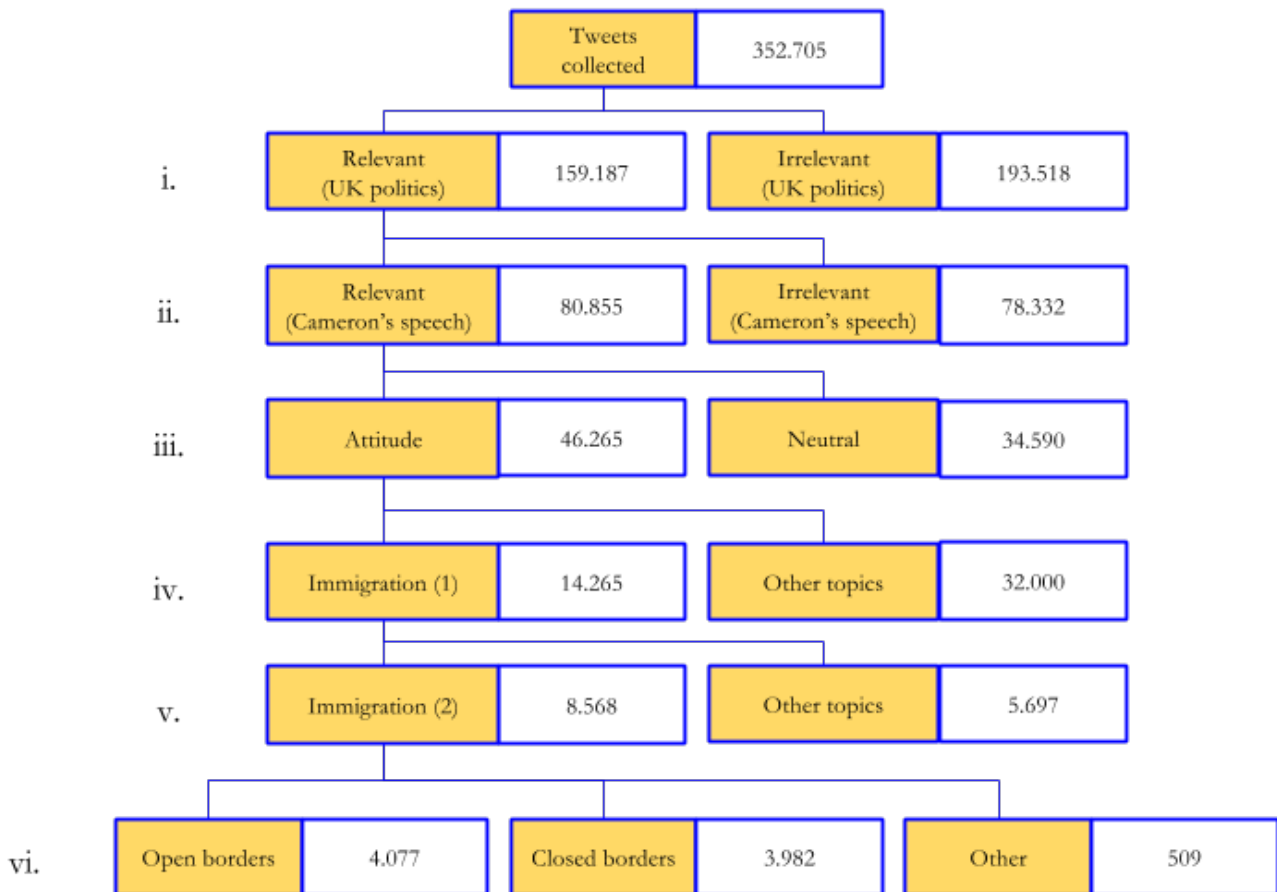 Tweets
collected
352.705
i.
Relevant
(UK politics)
159.187
Irrelevant
(UK politics)
193.518
ii.
Relevant
(Cameron’s speech)
80.855
Irrelevant
(Cameron’s speech)
78.332
iii.
Attitude
46.265
Neutral
34.590
iv.
Immigration (1)
14.265
Other topics
32.000
v.
Immigration (2)
8.568
Other topics
5.697
vi.
Open borders
4.077
Closed borders
3.982
Other
509